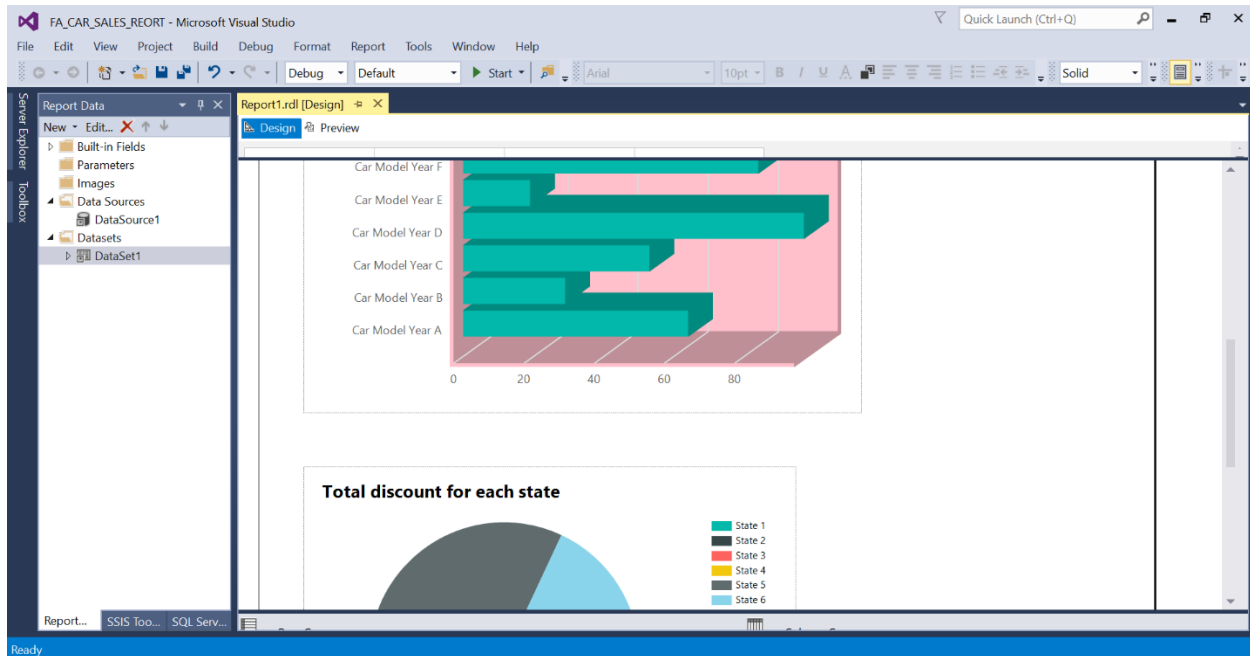 FA_CAR_SALES_REORT - Microsoft Visual Studio
Quick Launch (Ctrl+Q)
File Edit View Project Build Debug Format Report Tools Window Help
Debug Default Start Arial 10pt B I U A Solid
Server Explorer
Toolbox
Report Data
New Edit...
Built-in Fields
Parameters
Images
Data Sources
DataSource1
Datasets
DataSet1
Report... SSIS Too... SQL Serv...
Report1.rdl [Design]
Design Preview
Car Model Year F
Car Model Year E
Car Model Year D
Car Model Year C
Car Model Year B
Car Model Year A
0 20 40 60 80
Total discount for each state
State 1
State 2
State 3
State 4
State 5
State 6
Ready